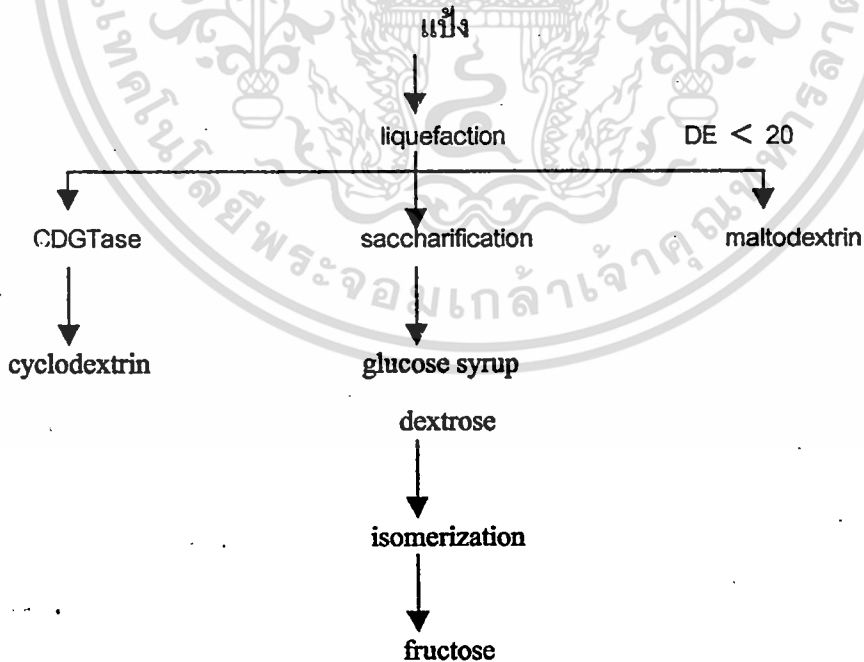 แป้ง
liquefaction DE < 20
CDGTase saccharification maltodextrin
cyclodextrin glucose syrup
dextrose
isomerization
fructose